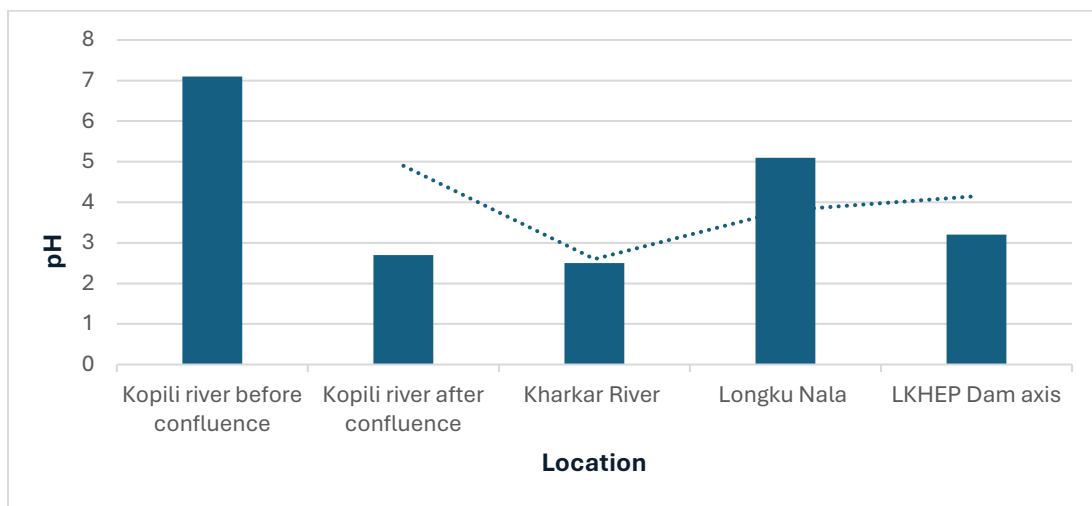 8
7
6
5
4
3
2
1
0
pH
Kopili river before
confluence
Kopili river after
confluence
Kharkar River
Longku Nala
LKHEP Dam axis
Location